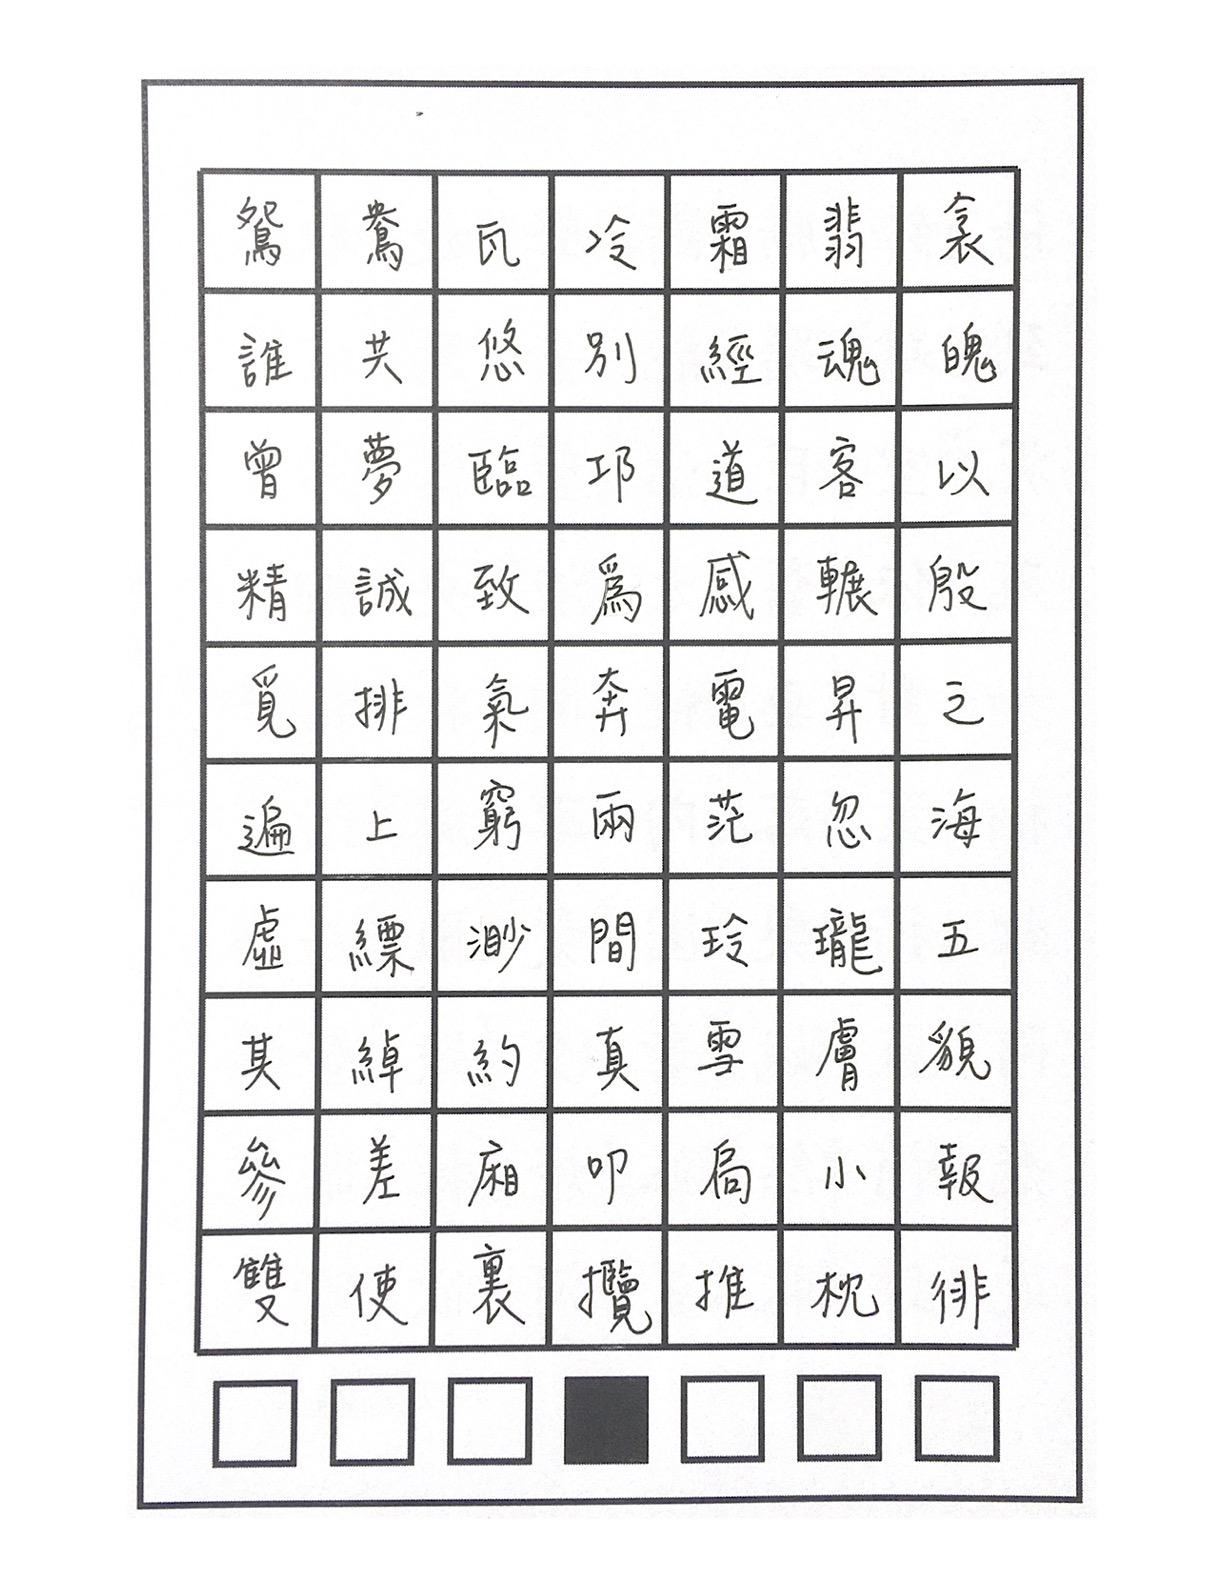 鴛鴦瓦冷霜翡衾
誰共悠別經魂魄
曾夢臨邛道客以
精誠致為感輾殷
覓排氣奔電昇之
遍上窮兩茫忽海
虛縹渺間玲瓏五
其綽約真雪膚貌
參差廂叩扃小報
雙使裏攬推枕徘